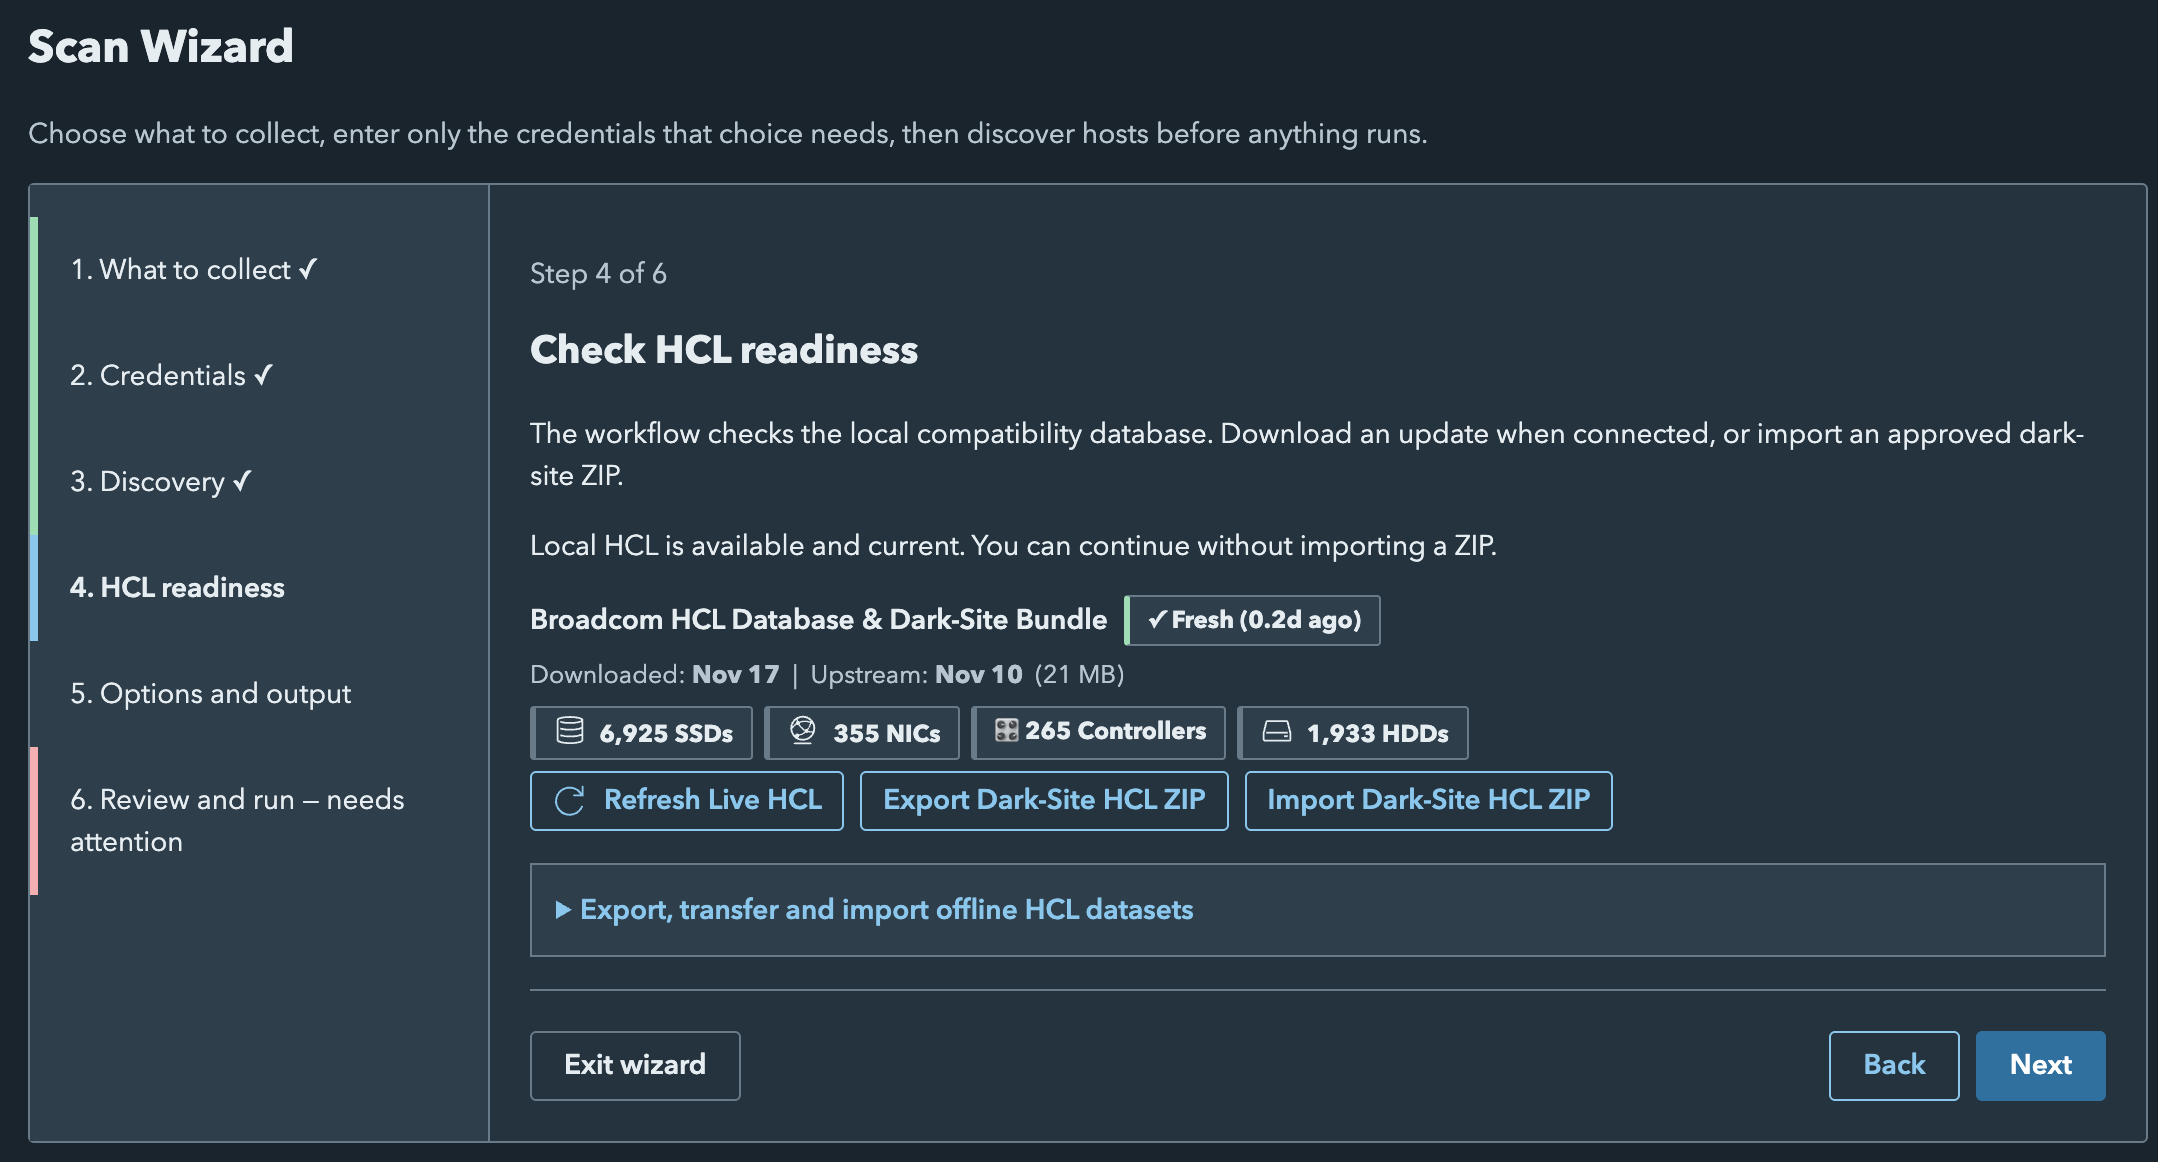 Scan Wizard
Choose what to collect, enter only the credentials that choice needs, then discover hosts before anything runs.
1. What to collect ✓
2. Credentials ✓
3. Discovery ✓
4. HCL readiness
5. Options and output
6. Review and run – needs
attention
Step 4 of 6
Check HCL readiness
The workflow checks the local compatibility database. Download an update when connected, or import an approved dark-
site ZIP.
Local HCL is available and current. You can continue without importing a ZIP.
Broadcom HCL Database & Dark-Site Bundle ✓ Fresh (0.2d ago)
Downloaded: Nov 17 | Upstream: Nov 10 (21 MB)
6,925 SSDs 355 NICs 265 Controllers 1,933 HDDs
Refresh Live HCL Export Dark-Site HCL ZIP Import Dark-Site HCL ZIP
▶ Export, transfer and import offline HCL datasets
Exit wizard Back Next